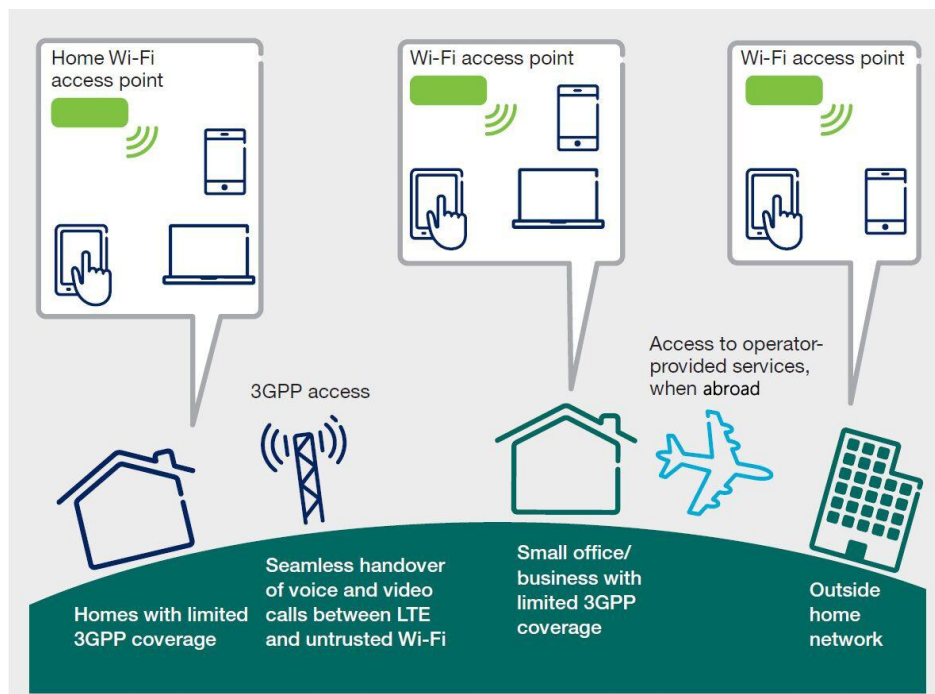 Home Wi-Fi
access point
Wi-Fi access point
Wi-Fi access point
3GPP access
Access to operator-
provided services,
when abroad
Homes with limited
3GPP coverage
Seamless handover
of voice and video
calls between LTE
and untrusted Wi-Fi
Small office/
business with
limited 3GPP
coverage
Outside
home
network